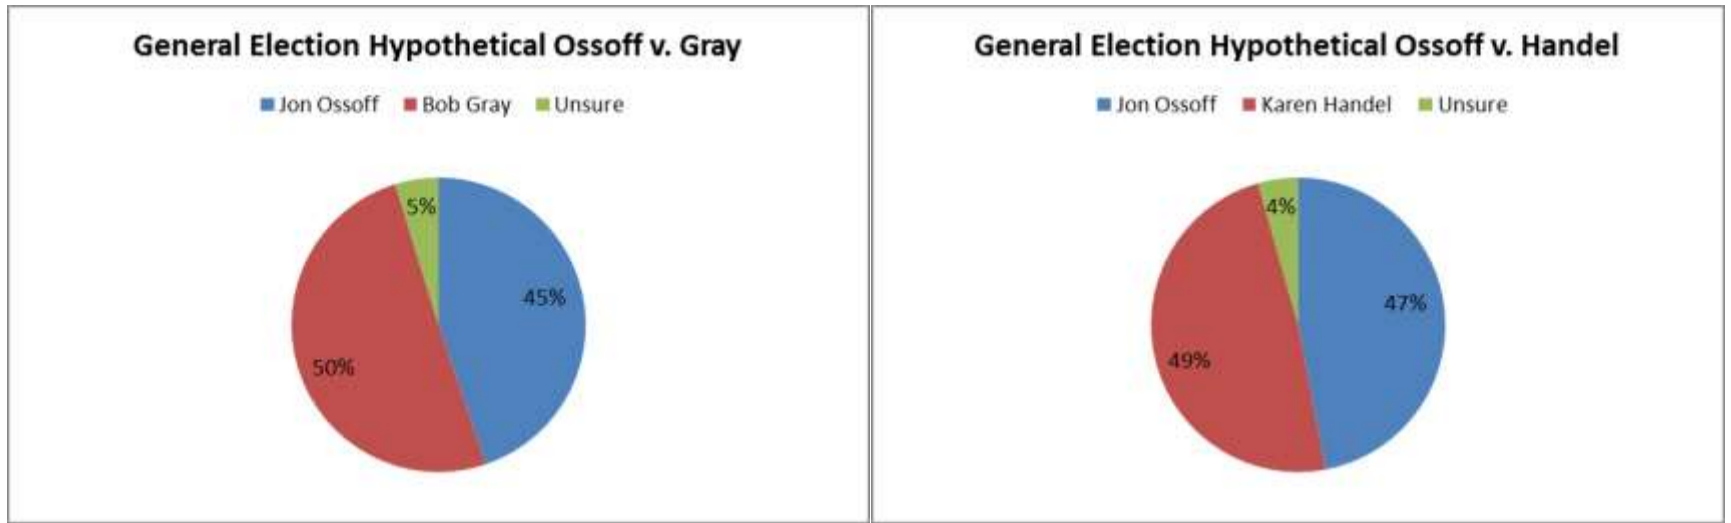 General Election Hypothetical Ossoff v. Gray
Jon Ossoff Bob Gray Unsure
5%
45%
50%
General Election Hypothetical Ossoff v. Handel
Jon Ossoff Karen Handel Unsure
4%
47%
49%